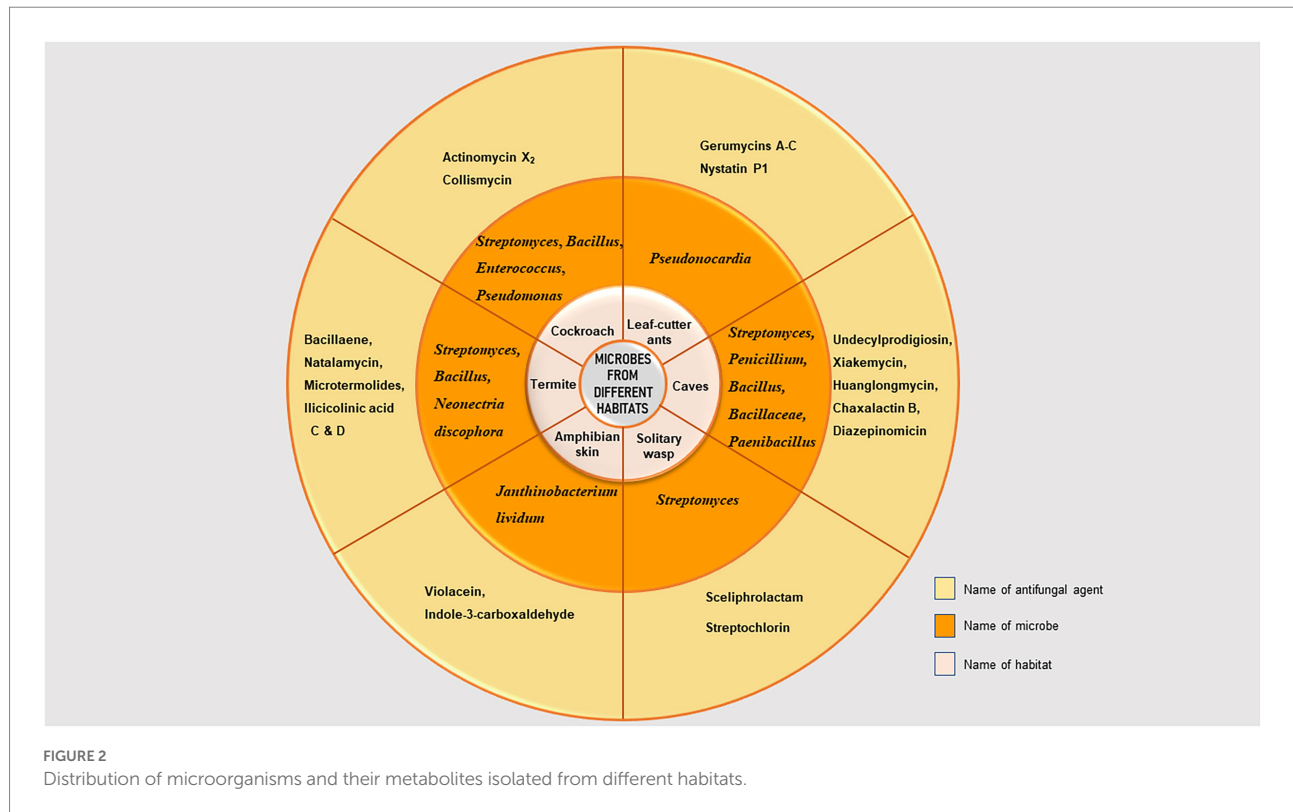 Actinomycin X₂
Collismycin
Gerumycins A-C
Nystatin P1
Streptomyces, Bacillus,
Enterococcus,
Pseudomonas
Pseudonocardia
Cockroach
Leaf-cutter
ants
Bacillaene,
Natalamycin,
Microtermolides,
Ilicicolinic acid
C & D
Streptomyces,
Bacillus,
Neonectria
discophora
Termite
MICROBES
FROM
DIFFERENT
HABITATS
Caves
Streptomyces,
Penicillium,
Bacillus,
Bacillaceae,
Paenibacillus
Undecylprodigiosin,
Xiakemycin,
Huanglongmycin,
Chaxalactin B,
Diazepinomicin
Amphibian
skin
Solitary
wasp
Janthinobacterium
lividum
Streptomyces
Violacein,
Indole-3-carboxaldehyde
Sceliphrolactam
Streptochlorin
Name of antifungal agent
Name of microbe
Name of habitat
FIGURE 2
Distribution of microorganisms and their metabolites isolated from different habitats.